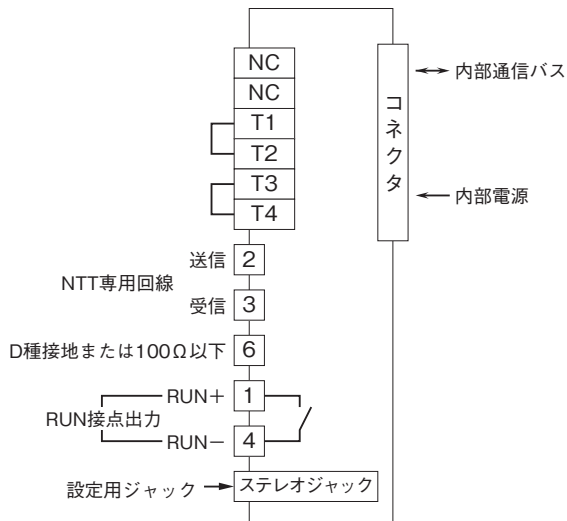 NC
NC
T1
T2
T3
T4
コネクタ
内部通信バス
内部電源
NTT専用回線
送信 2
受信 3
D種接地または100Ω以下 6
RUN接点出力
RUN+ 1
RUN− 4
設定用ジャック
ステレオジャック